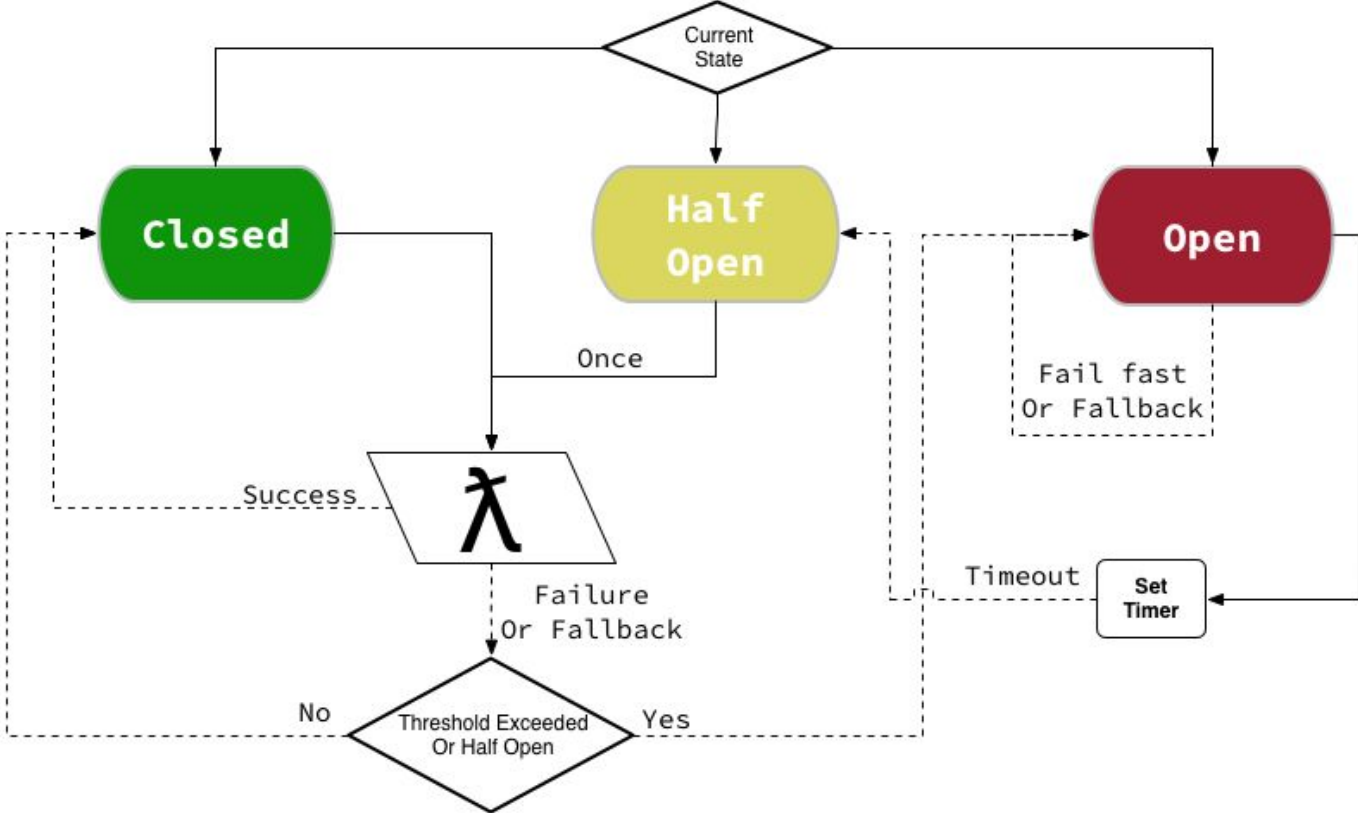 Current
State
Closed
Half
Open
Open
Once
Fail fast
Or Fallback
Success
λ
Timeout
Set
Timer
Failure
Or Fallback
No
Threshold Exceeded
Or Half Open
Yes